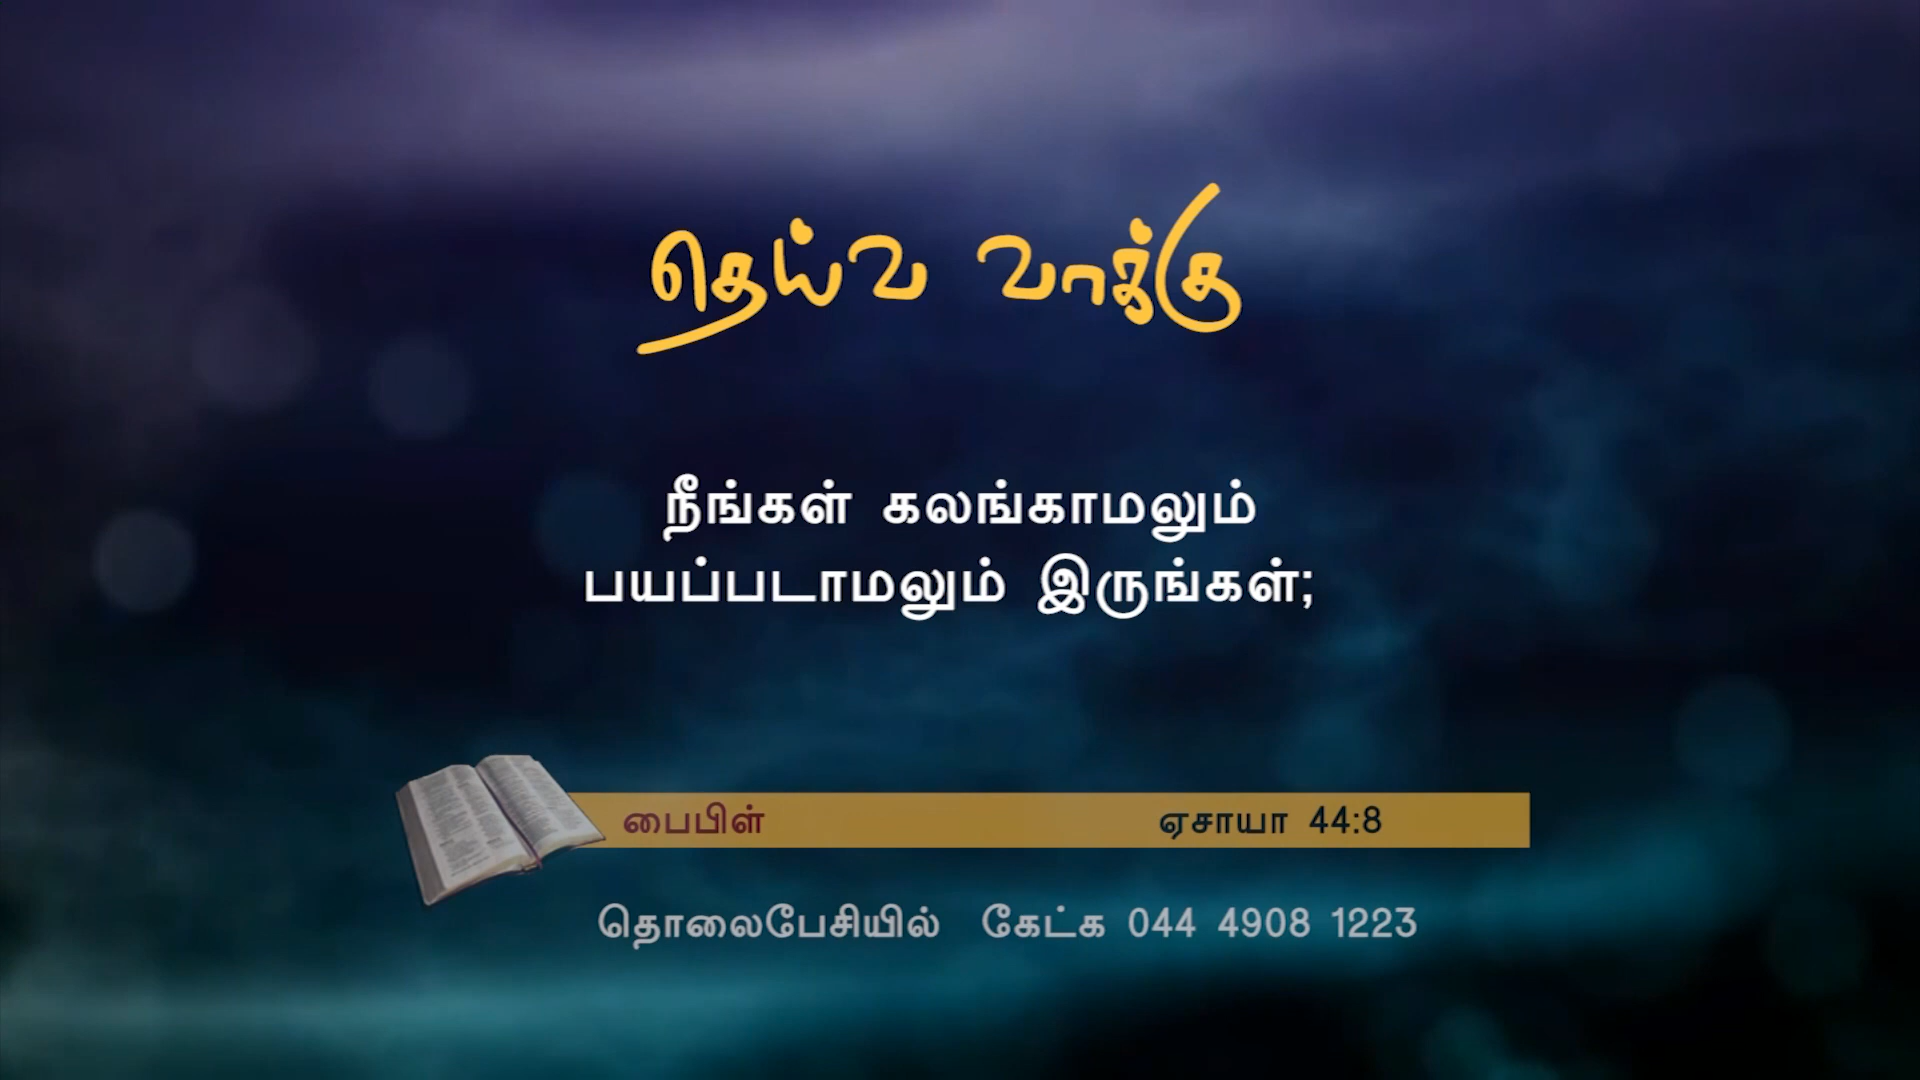 தெய்வ வாக்கு
நீங்கள் கலங்காமலும்
பயப்படாமலும் இருங்கள்;
பைபிள் ஏசாயா 44:8
தொலைபேசியில் கேட்க 044 4908 1223